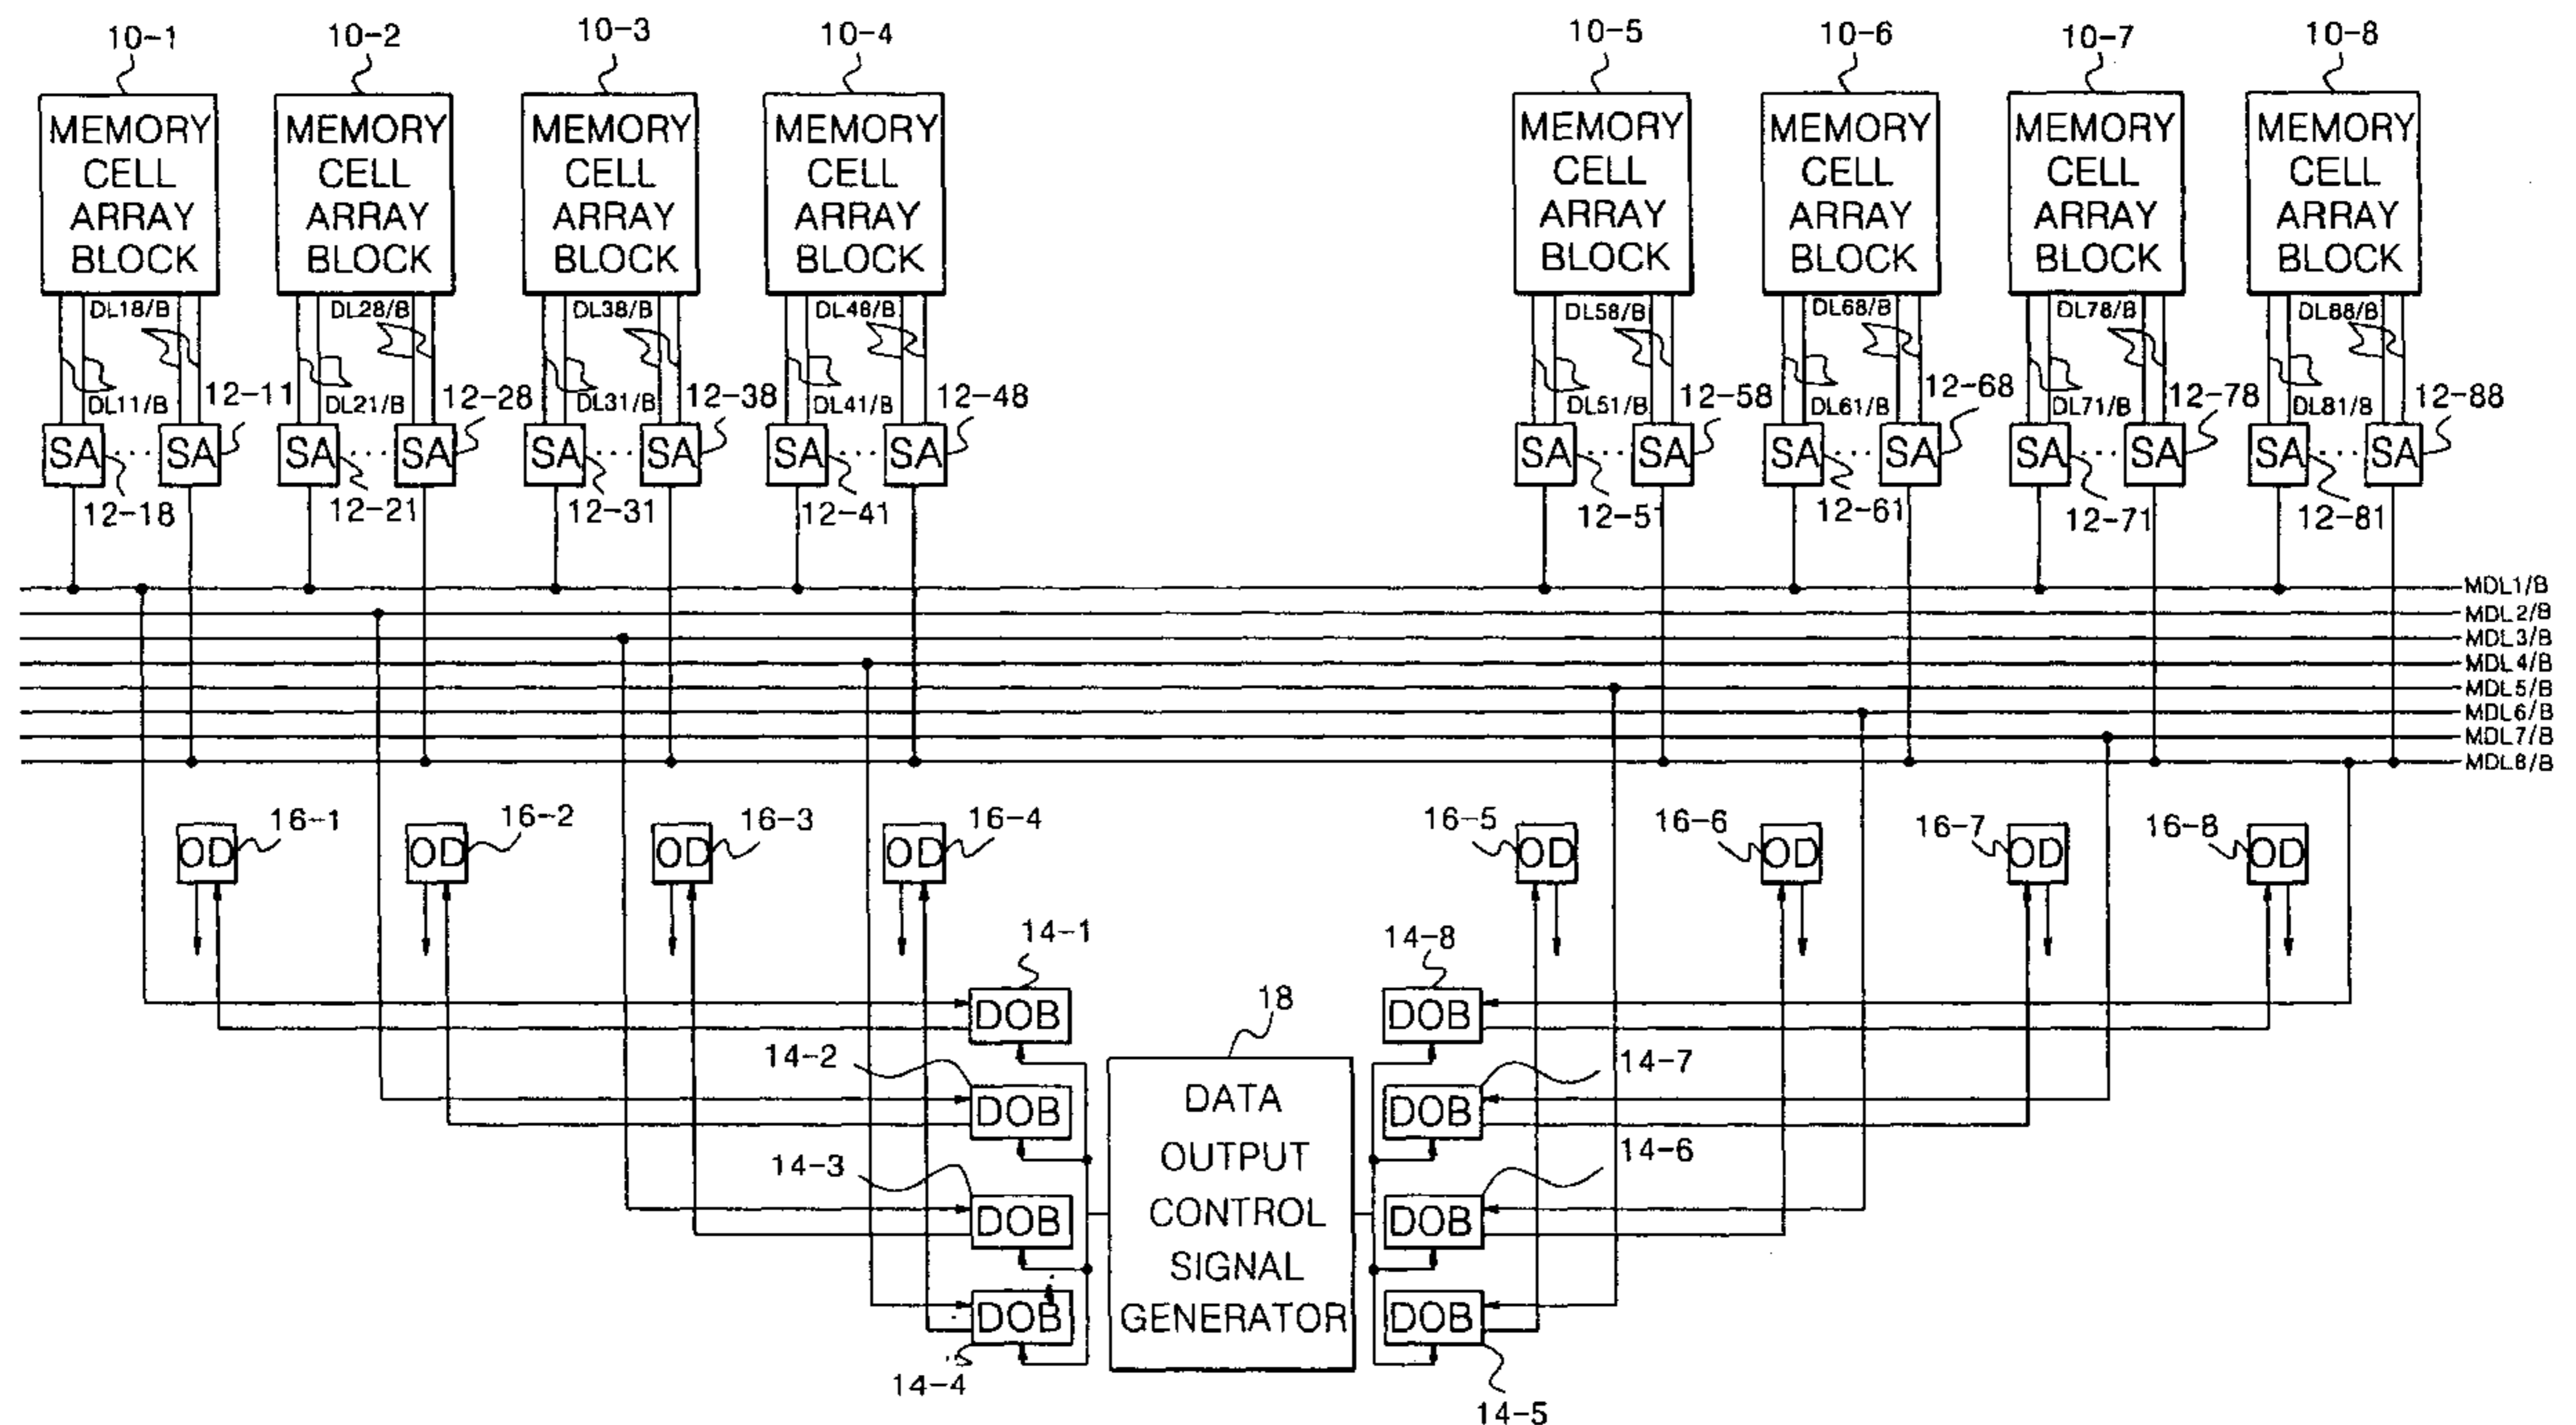 10-1 10-2 10-3 10-4 10-5 10-6 10-7 10-8
MEMORY CELL ARRAY BLOCK
MEMORY CELL ARRAY BLOCK
MEMORY CELL ARRAY BLOCK
MEMORY CELL ARRAY BLOCK
MEMORY CELL ARRAY BLOCK
MEMORY CELL ARRAY BLOCK
MEMORY CELL ARRAY BLOCK
MEMORY CELL ARRAY BLOCK
DL18/B DL28/B DL38/B DL48/B DL58/B DL68/B DL78/B DL88/B
12-11 12-28 12-38 12-48 12-58 12-68 12-78 12-88
DL11/B DL21/B DL31/B DL41/B DL51/B DL61/B DL71/B DL81/B
SA ... SA SA ... SA SA ... SA SA ... SA SA ... SA SA ... SA SA ... SA SA ... SA
12-18 12-21 12-31 12-41 12-51 12-61 12-71 12-81
MDL1/B
MDL2/B
MDL3/B
MDL4/B
MDL5/B
MDL6/B
MDL7/B
MDL8/B
16-1 16-2 16-3 16-4 16-5 16-6 16-7 16-8
OD OD OD OD OD OD OD OD
14-1 14-8
18
DOB DOB
14-2 14-7
DOB DOB
14-3 14-6
DOB DOB
DOB DOB
14-4 14-5
DATA
OUTPUT
CONTROL
SIGNAL
GENERATOR